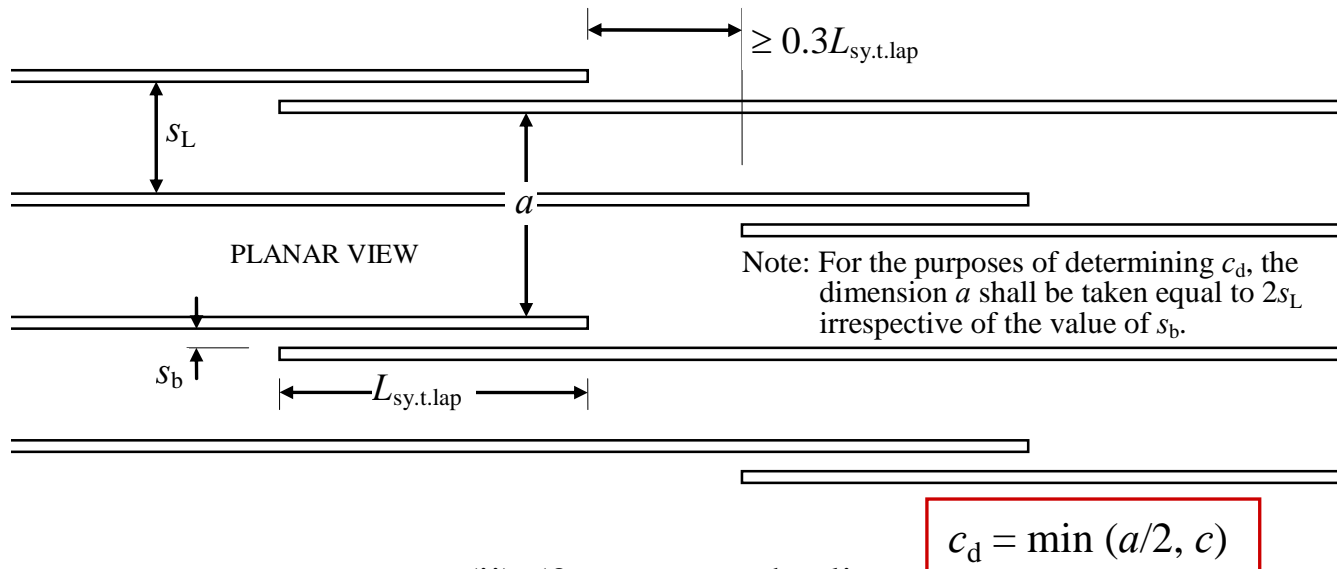 ≥ 0.3L_sy.t.lap
s_L
a
PLANAR VIEW
Note: For the purposes of determining c_d, the
dimension a shall be taken equal to 2s_L
irrespective of the value of s_b.
s_b
L_sy.t.lap
c_d = min (a/2, c)